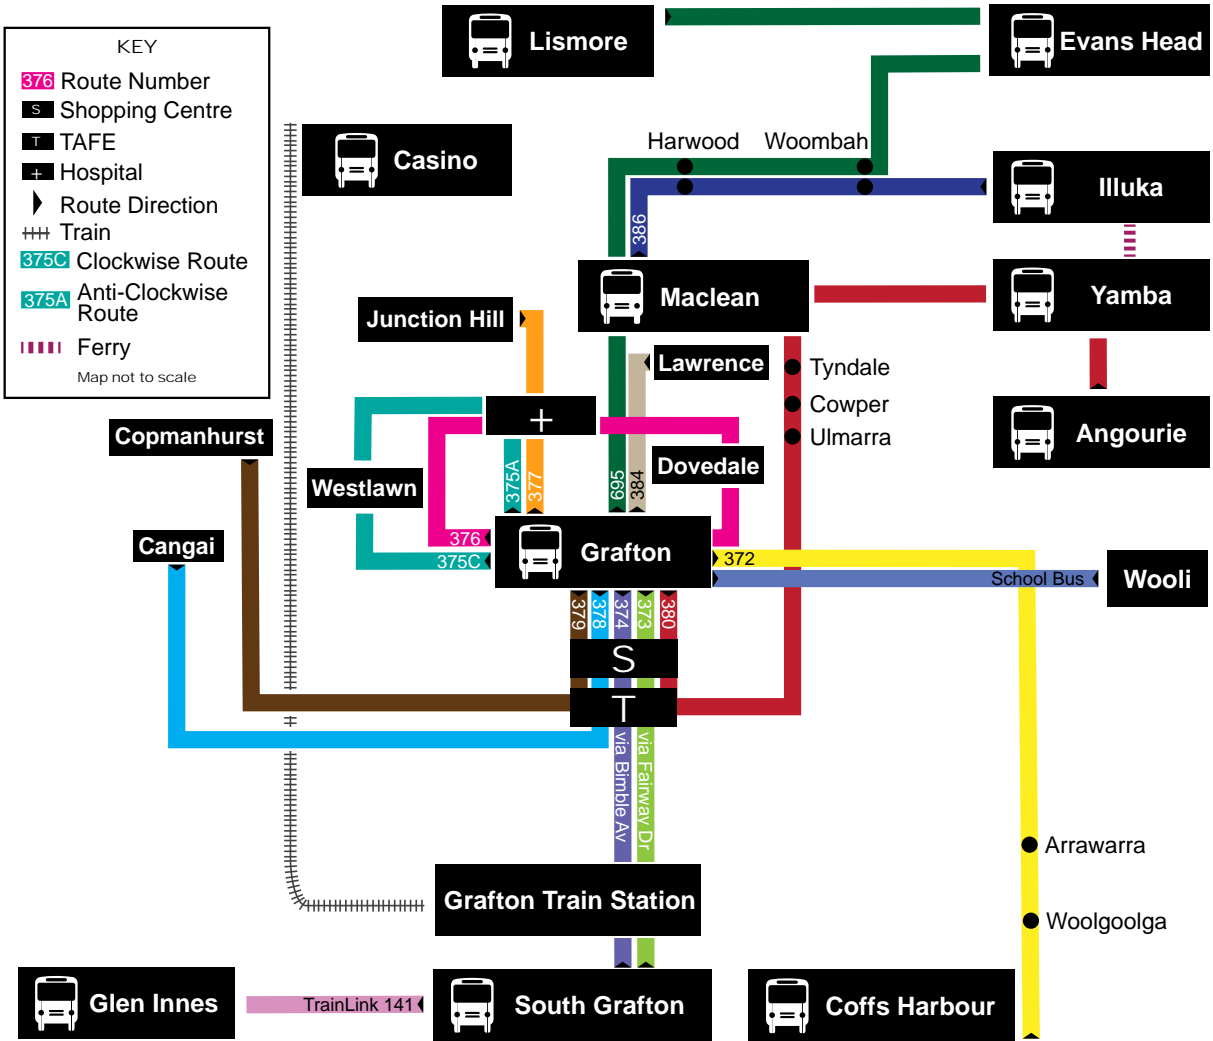 Lismore
Evans Head
KEY
376 Route Number
S Shopping Centre
T TAFE
+ Hospital
Route Direction
Train
375C Clockwise Route
375A Anti-Clockwise
Route
Ferry
Map not to scale
Casino
Harwood
Woombah
Illuka
386
Maclean
Yamba
Junction Hill
Lawrence
Tyndale
Cowper
Ulmarra
Angourie
+
Copmanhurst
Westlawn
375A
377
695
384
Dovedale
376
375C
Cangai
Grafton
372
School Bus
Wooli
379
378
374
373
380
S
T
via Bimble Av
via Fairway Dr
Arrawarra
Woolgoolga
Grafton Train Station
Glen Innes
TrainLink 141
South Grafton
Coffs Harbour